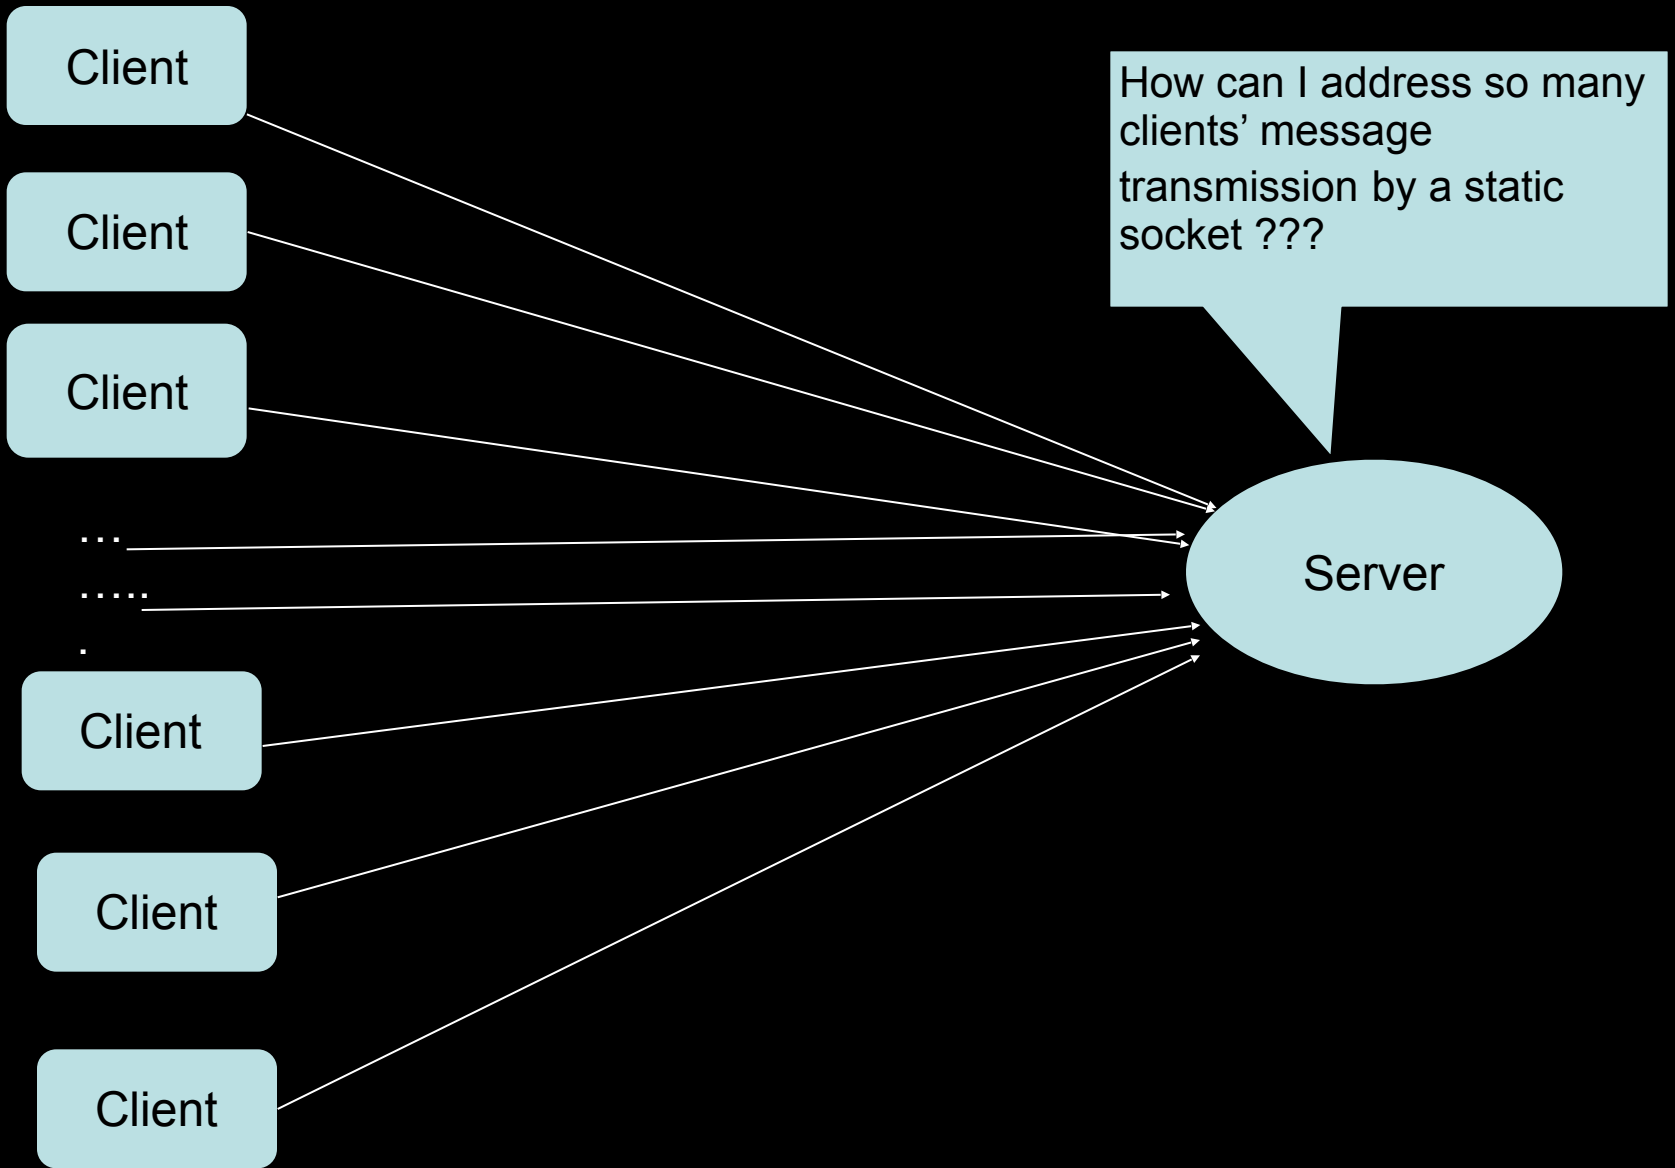 Client
How can I address so many
clients’ message
transmission by a static
socket ???
Client
Client
…
…..
.
Server
Client
Client
Client